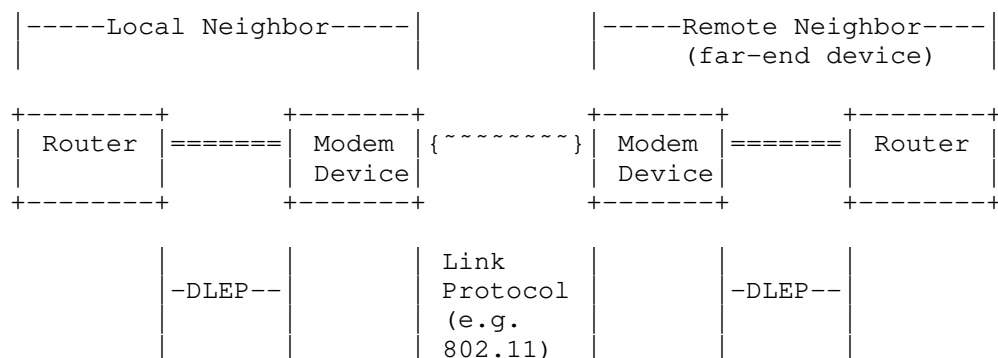 |-----Local Neighbor-----|            |-----Remote Neighbor----|
|                        |            |      (far-end device)  |
+--------+       +-------+            +-------+       +--------+
| Router |=======| Modem |{~~~~~~~~}| Modem |=======| Router |
|        |       | Device|            | Device|       |        |
+--------+       +-------+            +-------+       +--------+
         |       |       | Link       |       |       |
         |-DLEP--|       | Protocol   |       |-DLEP--|
         |       |       | (e.g.      |       |       |
         |       |       | 802.11)    |       |       |